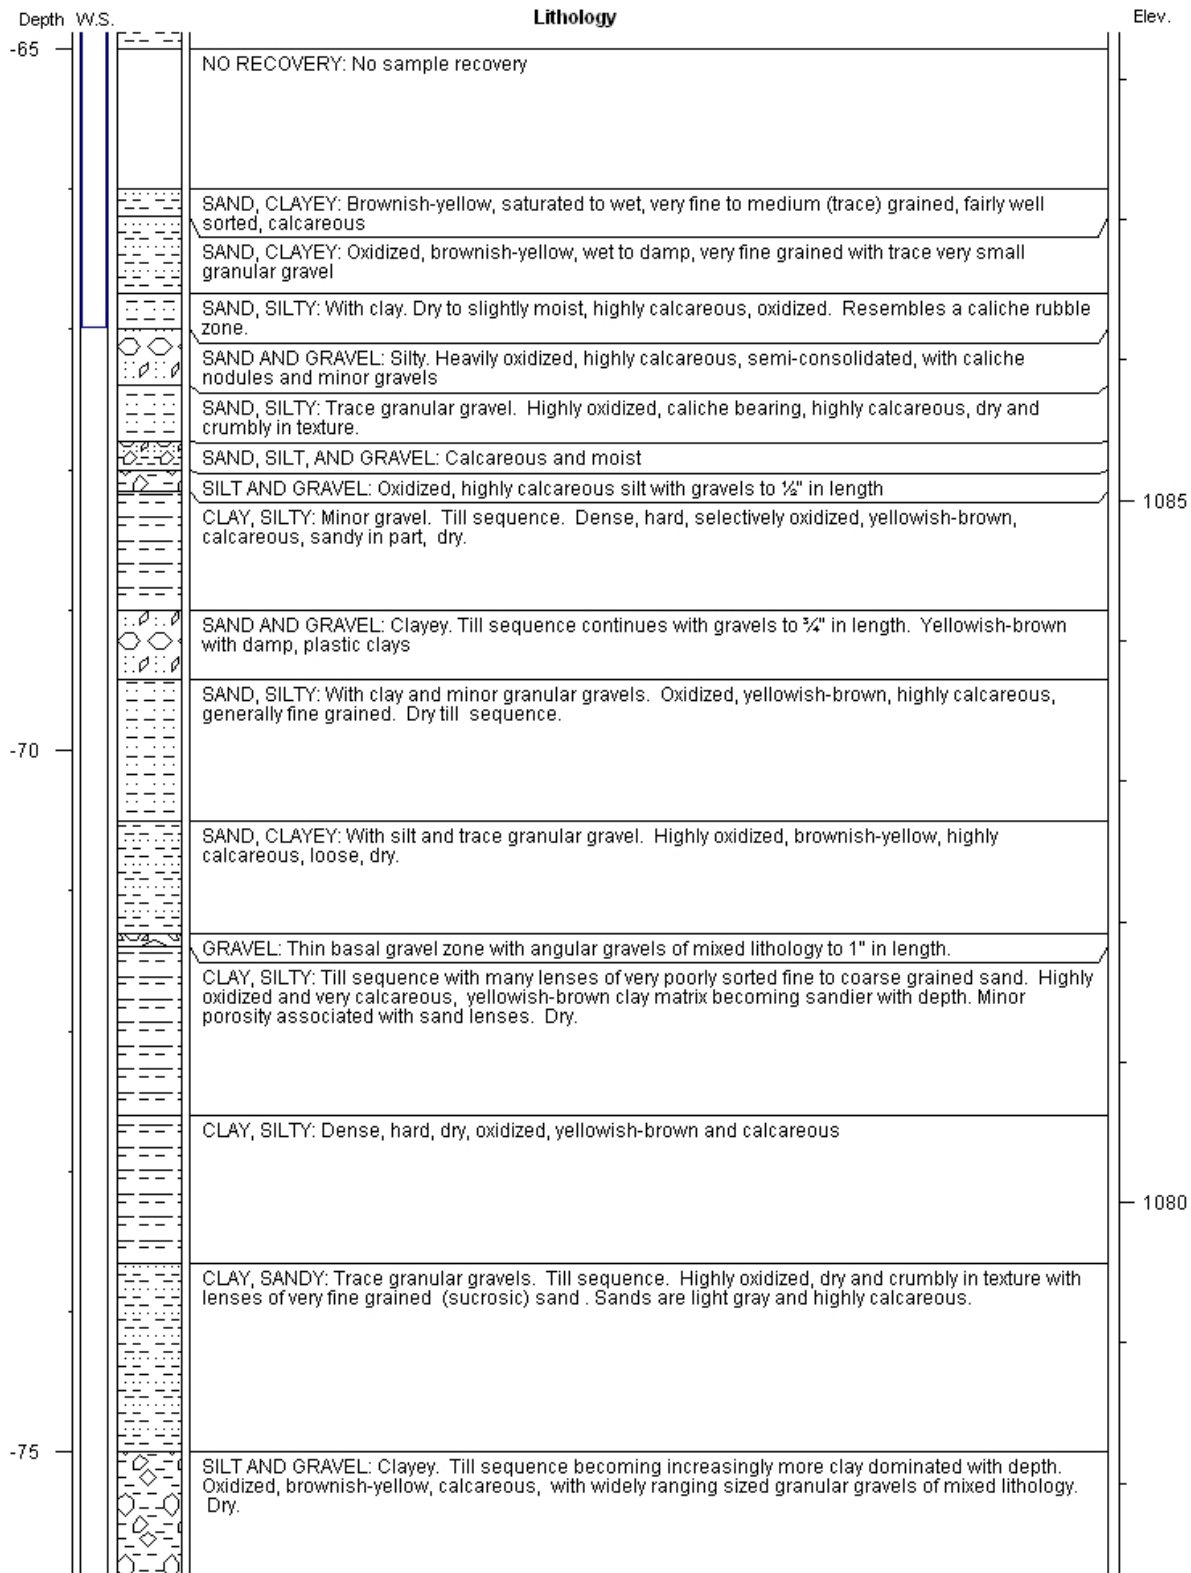 Depth W.S. Lithology Elev.
-65
NO RECOVERY: No sample recovery
SAND, CLAYEY: Brownish-yellow, saturated to wet, very fine to medium (trace) grained, fairly well
sorted, calcareous
SAND, CLAYEY: Oxidized, brownish-yellow, wet to damp, very fine grained with trace very small
granular gravel
SAND, SILTY: With clay. Dry to slightly moist, highly calcareous, oxidized. Resembles a caliche rubble
zone.
SAND AND GRAVEL: Silty. Heavily oxidized, highly calcareous, semi-consolidated, with caliche
nodules and minor gravels
SAND, SILTY: Trace granular gravel. Highly oxidized, caliche bearing, highly calcareous, dry and
crumbly in texture.
SAND, SILT, AND GRAVEL: Calcareous and moist
SILT AND GRAVEL: Oxidized, highly calcareous silt with gravels to ½" in length
1085
CLAY, SILTY: Minor gravel. Till sequence. Dense, hard, selectively oxidized, yellowish-brown,
calcareous, sandy in part, dry.
SAND AND GRAVEL: Clayey. Till sequence continues with gravels to ¾" in length. Yellowish-brown
with damp, plastic clays
SAND, SILTY: With clay and minor granular gravels. Oxidized, yellowish-brown, highly calcareous,
generally fine grained. Dry till sequence.
-70
SAND, CLAYEY: With silt and trace granular gravel. Highly oxidized, brownish-yellow, highly
calcareous, loose, dry.
GRAVEL: Thin basal gravel zone with angular gravels of mixed lithology to 1" in length.
CLAY, SILTY: Till sequence with many lenses of very poorly sorted fine to coarse grained sand. Highly
oxidized and very calcareous, yellowish-brown clay matrix becoming sandier with depth. Minor
porosity associated with sand lenses. Dry.
CLAY, SILTY: Dense, hard, dry, oxidized, yellowish-brown and calcareous
1080
CLAY, SANDY: Trace granular gravels. Till sequence. Highly oxidized, dry and crumbly in texture with
lenses of very fine grained (sucrosic) sand . Sands are light gray and highly calcareous.
-75
SILT AND GRAVEL: Clayey. Till sequence becoming increasingly more clay dominated with depth.
Oxidized, brownish-yellow, calcareous, with widely ranging sized granular gravels of mixed lithology.
Dry.